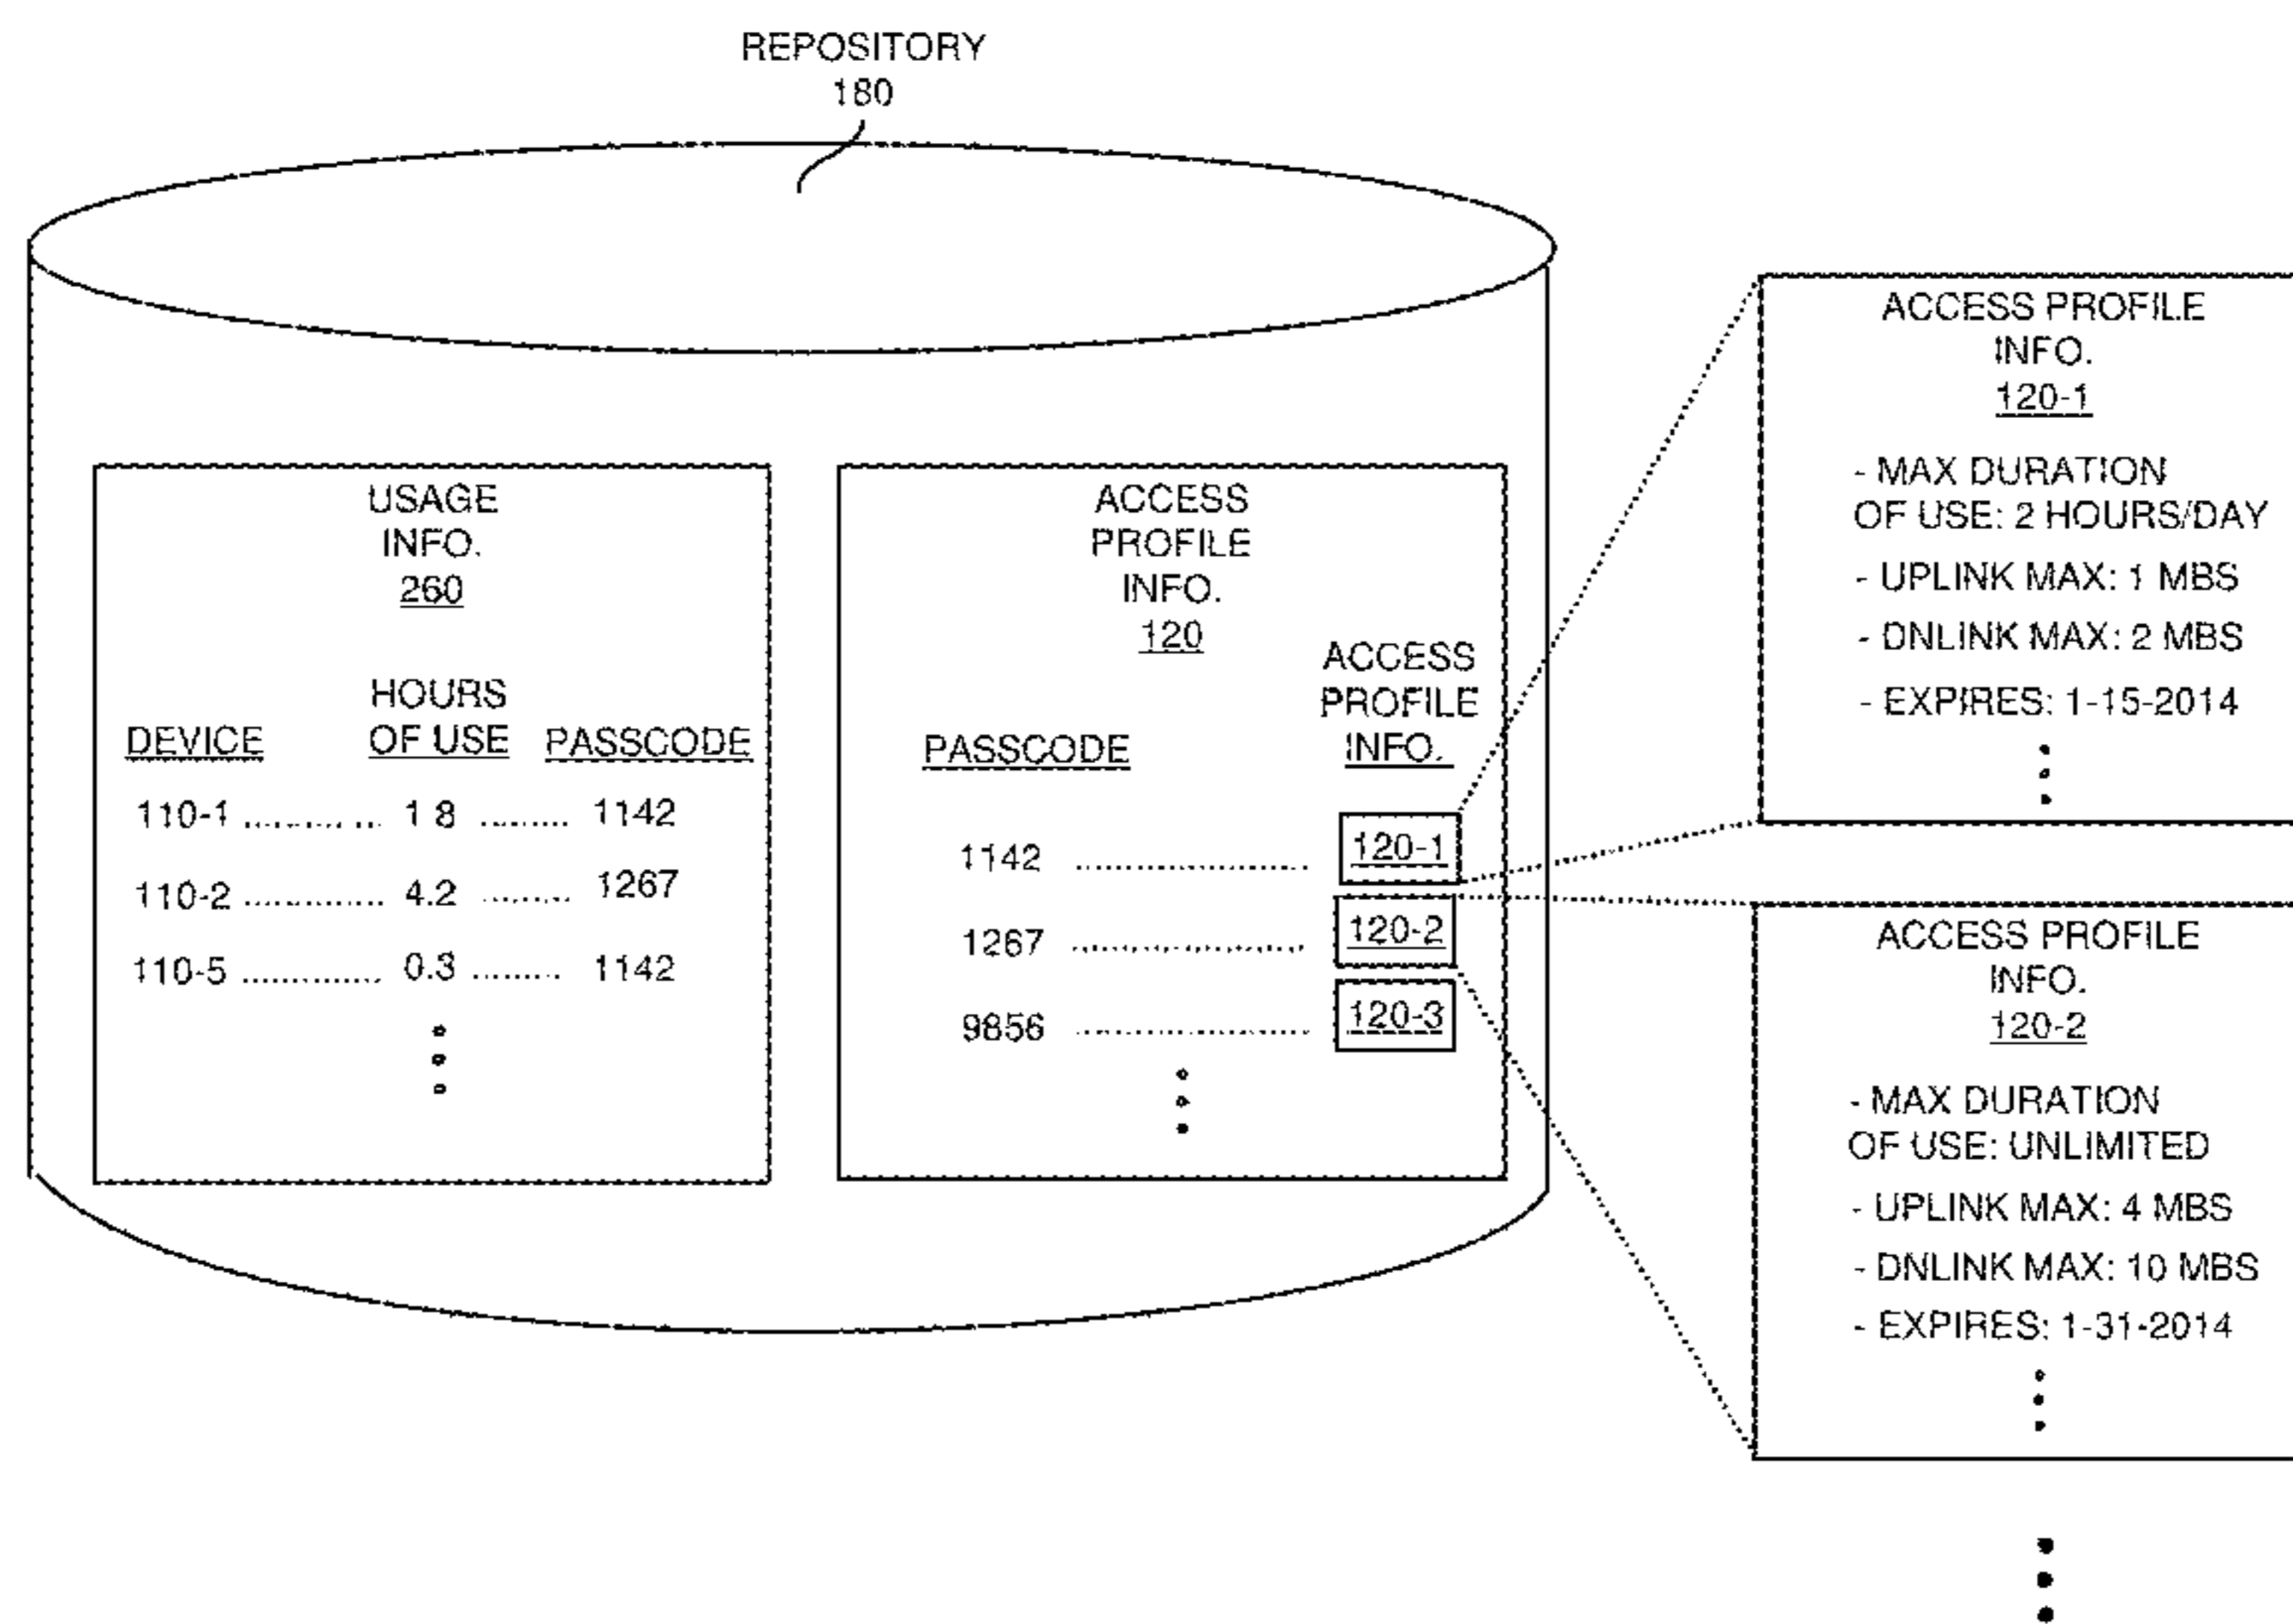 REPOSITORY
180
USAGE
INFO.
260
HOURS
DEVICE OF USE PASSCODE
110-1 ............ 1 8 ........ 1142
110-2 ............ 4.2 ........ 1267
110-5 ............ 0.3 ........ 1142
ACCESS
PROFILE
INFO.
120
ACCESS
PROFILE
PASSCODE INFO.
1142 .................... 120-1
1267 .................... 120-2
9856 .................... 120-3
ACCESS PROFILE
INFO.
120-1
- MAX DURATION
OF USE: 2 HOURS/DAY
- UPLINK MAX: 1 MBS
- DNLINK MAX: 2 MBS
- EXPIRES: 1-15-2014
ACCESS PROFILE
INFO.
120-2
- MAX DURATION
OF USE: UNLIMITED
- UPLINK MAX: 4 MBS
- DNLINK MAX: 10 MBS
- EXPIRES: 1-31-2014